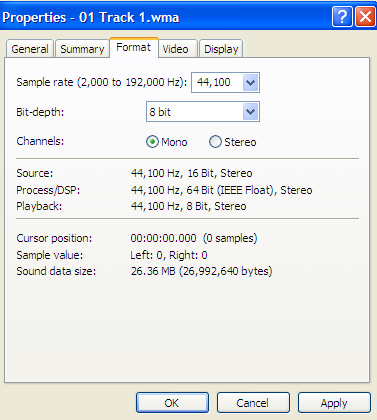 Properties - 01 Track 1.wma
General Summary Format Video Display
Sample rate (2,000 to 192,000 Hz): 44,100
Bit-depth: 8 bit
Channels: Mono Stereo
Source: 44,100 Hz, 16 Bit, Stereo
Process/DSP: 44,100 Hz, 64 Bit (IEEE Float), Stereo
Playback: 44,100 Hz, 8 Bit, Stereo
Cursor position: 00:00:00.000 (0 samples)
Sample value: Left: 0, Right: 0
Sound data size: 26.36 MB (26,992,640 bytes)
OK Cancel Apply